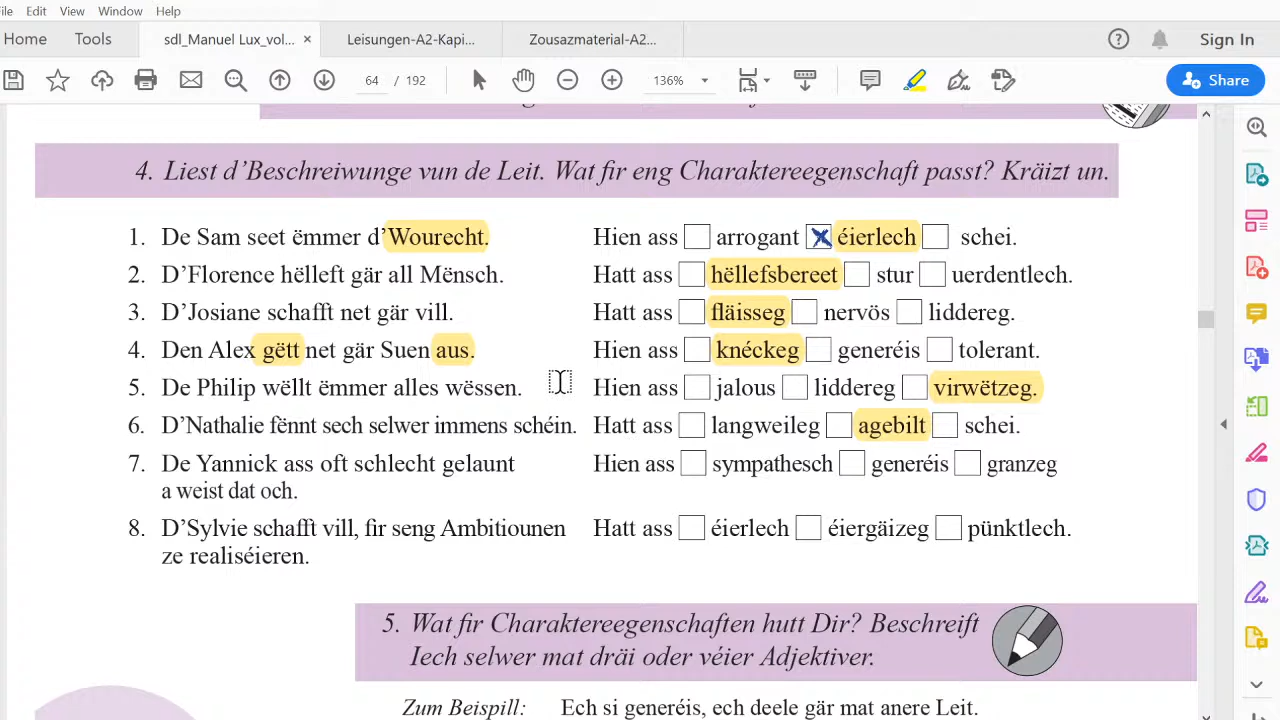 File Edit View Window Help
Home Tools sdl_Manuel Lux_vol... × Leisungen-A2-Kapi... Zousazmaterial-A2... Sign In
64 / 192 136% Share
4. Liest d’Beschreiwunge vun de Leit. Wat fir eng Charaktereegenschaft passt? Kräizt un.
1. De Sam seet ëmmer d’Wourecht. Hien ass arrogant éierlech schei.
2. D’Florence hëlleft gär all Mënsch. Hatt ass hëllefsbereet stur uerdentlech.
3. D’Josiane schafft net gär vill. Hatt ass fläisseg nervös liddereg.
4. Den Alex gëtt net gär Suen aus. Hien ass knéckeg generéis tolerant.
5. De Philip wëllt ëmmer alles wëssen. Hien ass jalous liddereg virwëtzeg.
6. D’Nathalie fënnt sech selwer immens schéin. Hatt ass langweileg agebilt schei.
7. De Yannick ass oft schlecht gelaunt Hien ass sympathesch generéis granzeg
a weist dat och.
8. D’Sylvie schafft vill, fir seng Ambitiounen Hatt ass éierlech éiergäizeg pünktlech.
ze realiséieren.
5. Wat fir Charaktereegenschaften hutt Dir? Beschreift
Iech selwer mat dräi oder véier Adjektiver.
Zum Beispill: Ech si generéis, ech deele gär mat anere Leit.